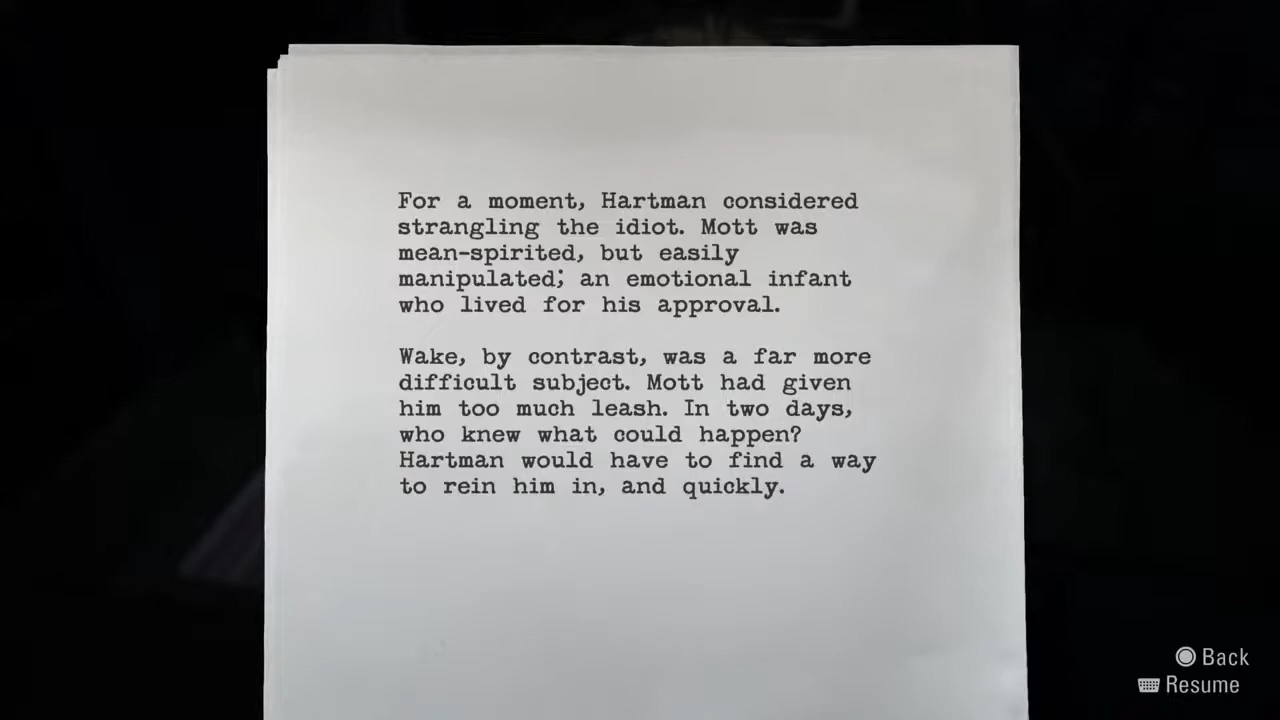 For a moment, Hartman considered
strangling the idiot. Mott was
mean-spirited, but easily
manipulated; an emotional infant
who lived for his approval.
Wake, by contrast, was a far more
difficult subject. Mott had given
him too much leash. In two days,
who knew what could happen?
Hartman would have to find a way
to rein him in, and quickly.
Back
Resume